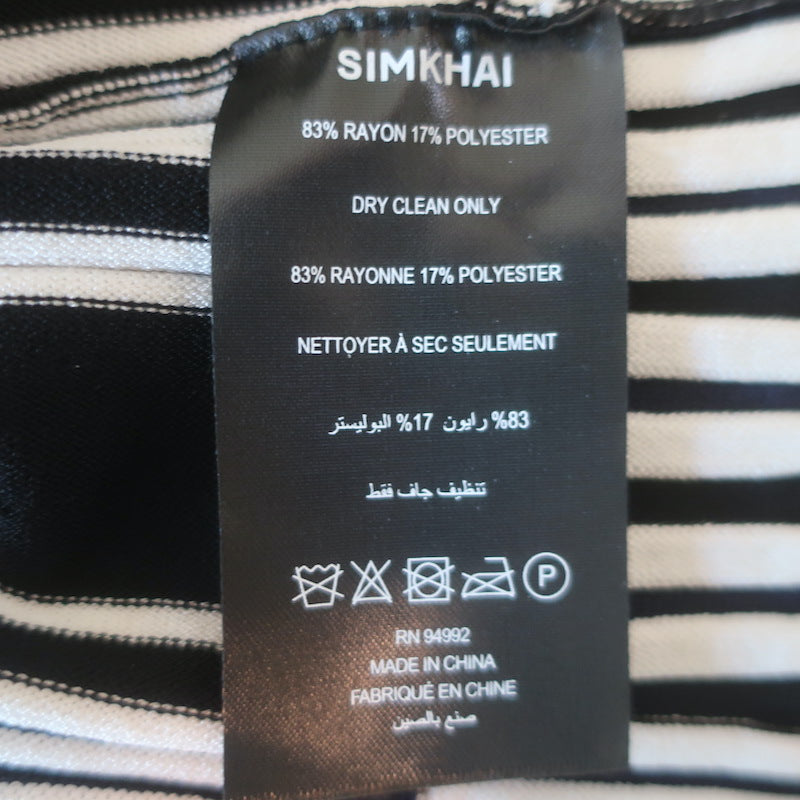 SIMKHAI
83% RAYON 17% POLYESTER
DRY CLEAN ONLY
83% RAYONNE 17% POLYESTER
NETTOYER À SEC SEULEMENT
83% رايون 17% البوليستر
تنظيف جاف فقط
P
RN 94992
MADE IN CHINA
FABRIQUÉ EN CHINE
صنع بالصين